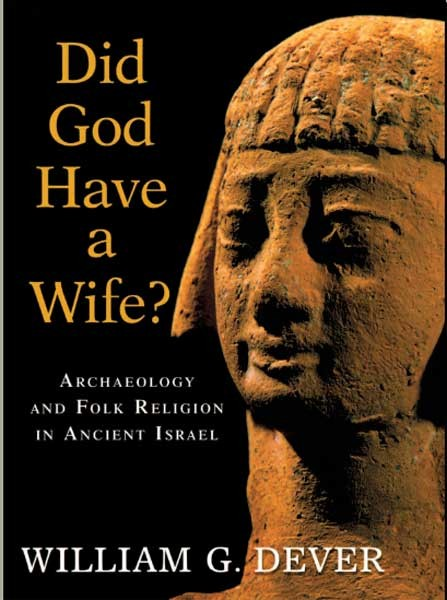 Did
God
Have
a
Wife?
ARCHAEOLOGY
AND FOLK RELIGION
IN ANCIENT ISRAEL
WILLIAM G. DEVER